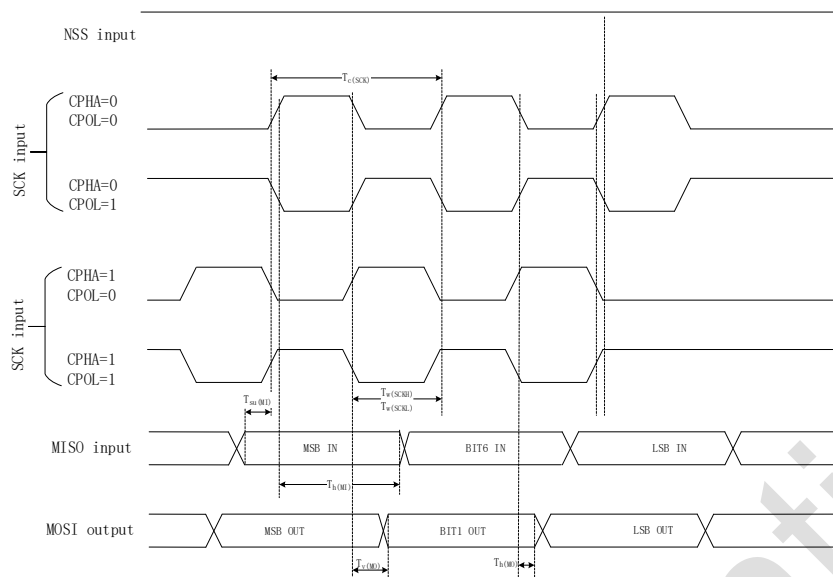 NSS input
Tc(SCK)
SCK input
CPHA=0
CPOL=0
CPHA=0
CPOL=1
SCK input
CPHA=1
CPOL=0
CPHA=1
CPOL=1
Tsu(MI)
Tw(SCKH)
Tw(SCKL)
MISO input
MSB IN
BIT6 IN
LSB IN
Th(MI)
MOSI output
MSB OUT
BIT1 OUT
LSB OUT
Tv(MO)
Th(MO)